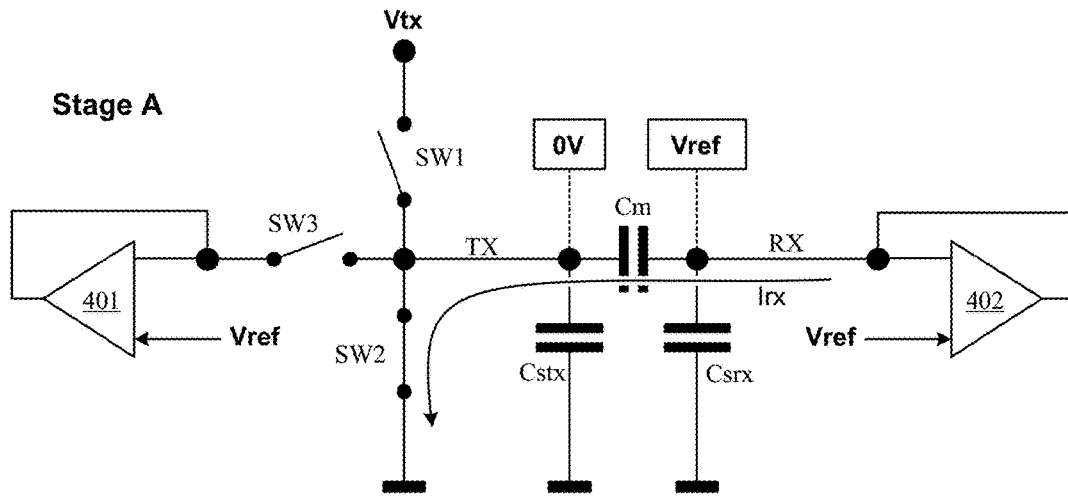 Vtx
Stage A
SW1
0V
Vref
Cm
SW3
TX
RX
401
402
Irx
Vref
SW2
Vref
Cstx
Csrx